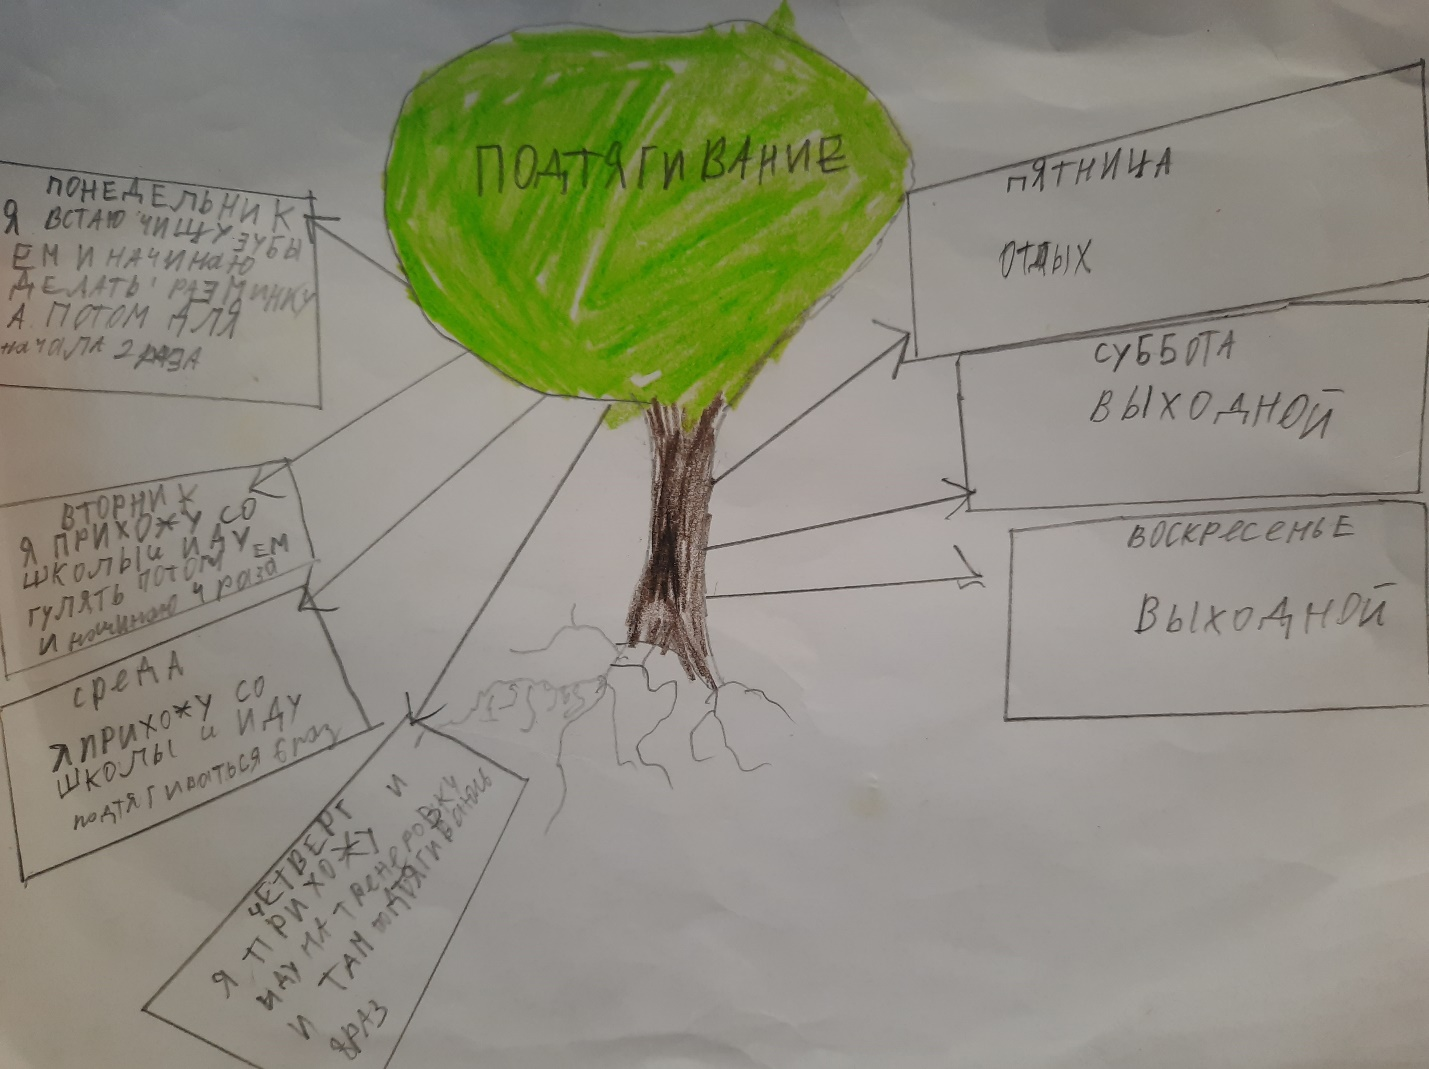 ПОДТЯГИВАНИЕ
ПОНЕДЕЛЬНИК
Я ВСТАЮ ЧИЩУ ЗУБЫ
ЕМ И НАЧИНАЮ
ДЕЛАТЬ РАЗМИНКУ
А ПОТОМ ДЛЯ
НАЧАЛА 2 РАЗА
ВТОРНИК
Я ПРИХОЖУ СО
ШКОЛЫ И ИДУ
ГУЛЯТЬ ПОТОМ ЕМ
И НАЧИНАЮ 4 РАЗА
СРЕДА
Я ПРИХОЖУ СО
ШКОЛЫ И ИДУ
ПОДТЯГИВАТЬСЯ 6 РАЗ
ЧЕТВЕРГ
Я ПРИХОЖУ И
ИДУ НА ТРЕНЕРОВКУ
И ТАМ ПОДТЯГИВАЮСЬ
8 РАЗ
ПЯТНИЦА
ОТДЫХ
СУББОТА
ВЫХОДНОЙ
ВОСКРЕСЕНЬЕ
ВЫХОДНОЙ